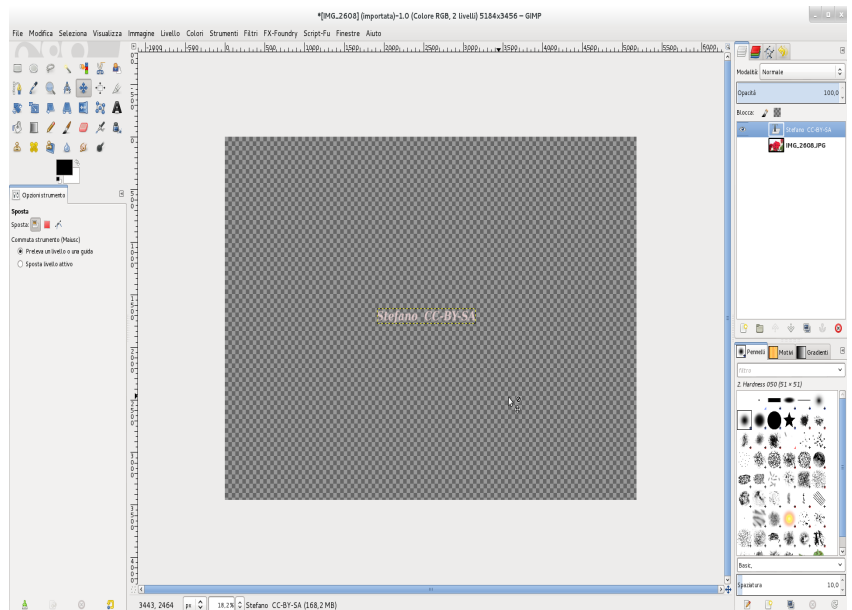 *[IMG_2608] (importata)-1.0 (Colore RGB, 2 livelli) 5184x3456 – GIMP
File Modifica Seleziona Visualizza Immagine Livello Colori Strumenti Filtri FX-Foundry Script-Fu Finestre Aiuto
Modalità: Normale
Opacità 100,0
Blocca:
Stefano CC-BY-SA
IMG_2608.JPG
Opzioni strumento
Sposta
Sposta:
Commuta strumento (Maiusc)
Preleva un livello o una guida
Sposta livello attivo
Stefano CC-BY-SA
Pennelli Motivi Gradienti
filtro
2. Hardness 050 (51 × 51)
Basic,
Spaziatura 10,0
3443, 2464 px 18,2% Stefano CC-BY-SA (168,2 MB)